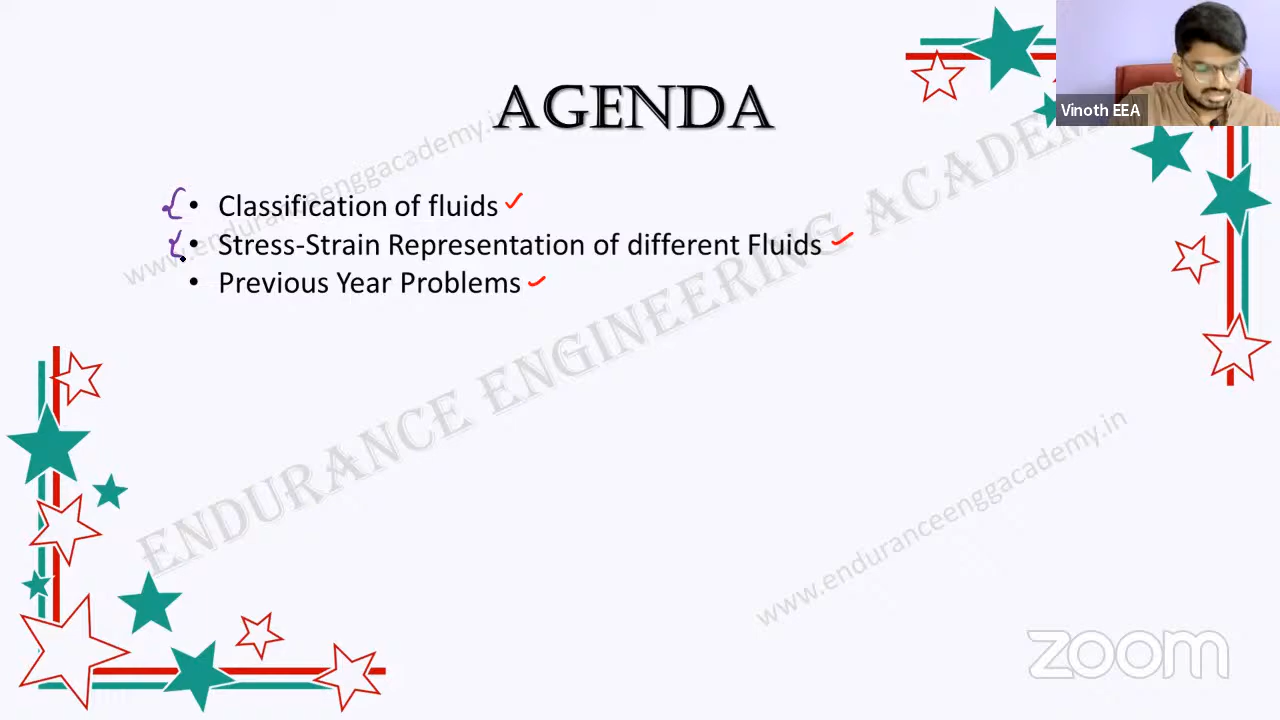 Vinoth EEA
AGENDA
• Classification of fluids
• Stress-Strain Representation of different Fluids
• Previous Year Problems
www.enduranceenggacademy.in
ENDURANCE ENGINEERING ACADEM
www.enduranceenggacademy.in
zoom